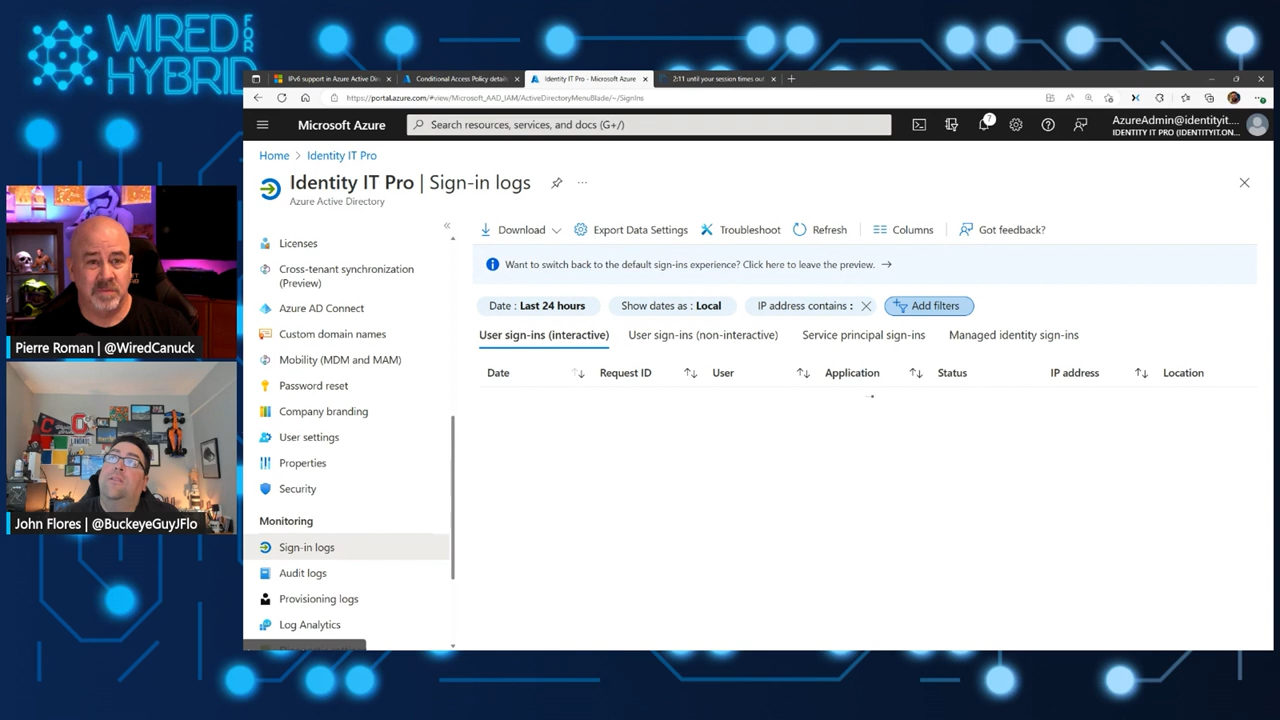 WIRED FOR
HYBRID
IPv6 support in Azure Active Dire
Conditional Access Policy details
Identity IT Pro - Microsoft Azure
2:11 until your session times out
https://portal.azure.com/#view/Microsoft_AAD_IAM/ActiveDirectoryMenuBlade/~/SignIns
Microsoft Azure
Search resources, services, and docs (G+/)
7
AzureAdmin@identityit....
IDENTITY IT PRO (IDENTITYIT.ON...
Home > Identity IT Pro
Identity IT Pro | Sign-in logs
Azure Active Directory
Licenses
Cross-tenant synchronization
(Preview)
Azure AD Connect
Custom domain names
Mobility (MDM and MAM)
Password reset
Company branding
User settings
Properties
Security
Monitoring
Sign-in logs
Audit logs
Provisioning logs
Log Analytics
Download
Export Data Settings
Troubleshoot
Refresh
Columns
Got feedback?
Want to switch back to the default sign-ins experience? Click here to leave the preview.
Date : Last 24 hours
Show dates as : Local
IP address contains :
Add filters
User sign-ins (interactive)
User sign-ins (non-interactive)
Service principal sign-ins
Managed identity sign-ins
Date
Request ID
User
Application
Status
IP address
Location
Pierre Roman | @WiredCanuck
John Flores | @BuckeyeGuyJFlo